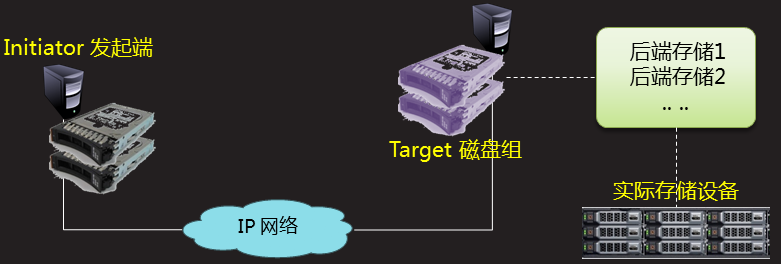 Initiator 发起端
后端存储1
后端存储2
.. ..
Target 磁盘组
实际存储设备
IP 网络